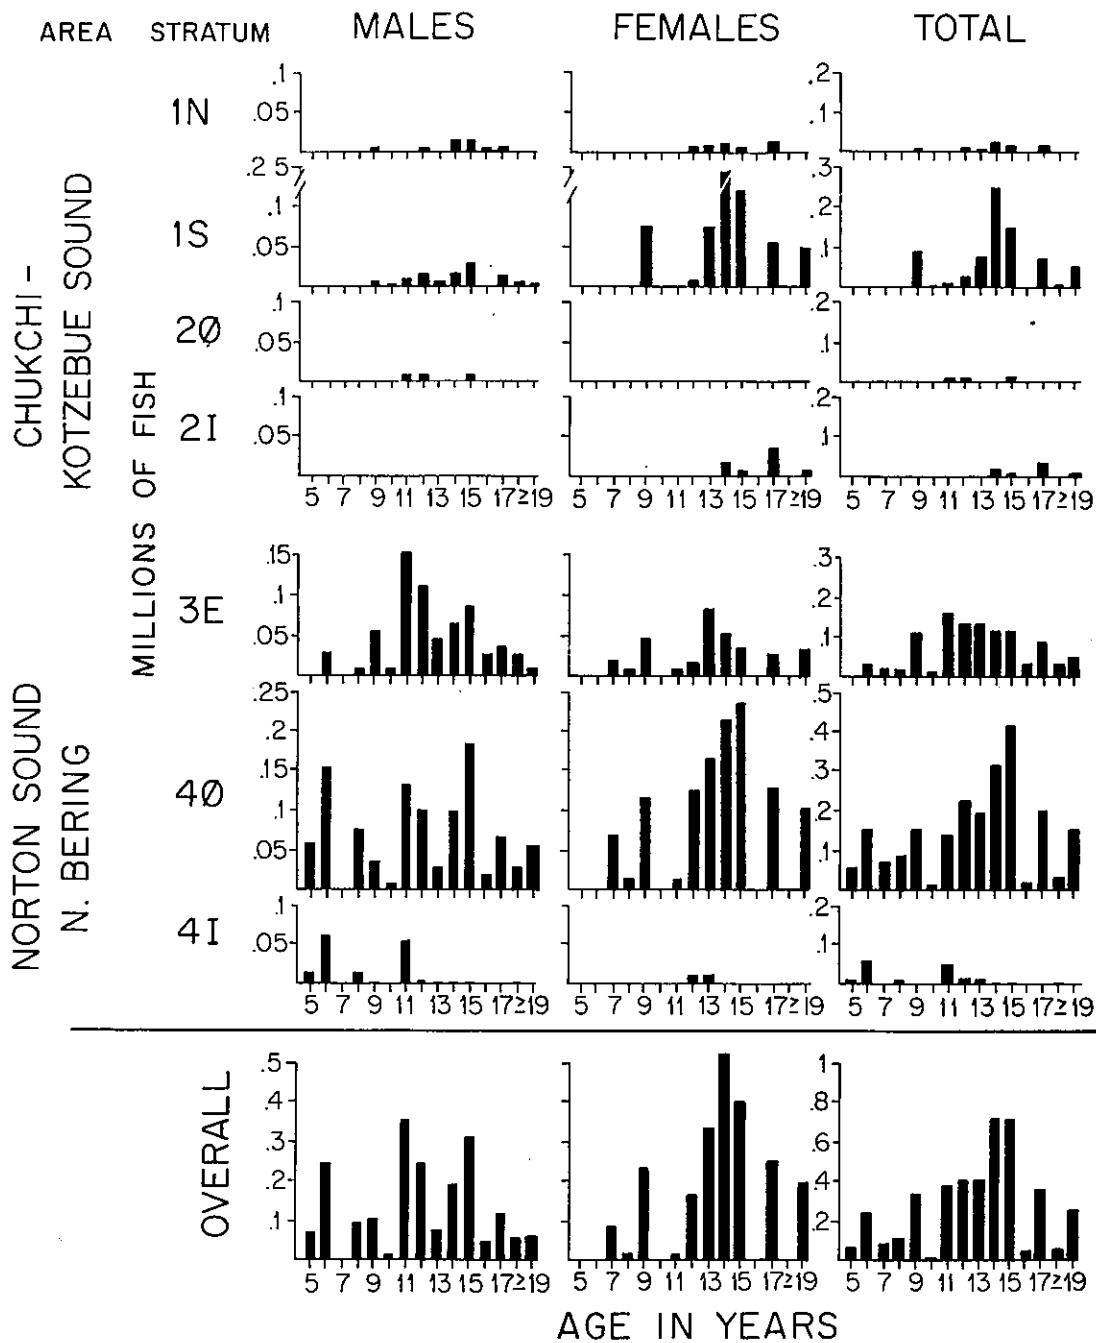 AREA STRATUM MALES FEMALES TOTAL
CHUKCHI -
KOTZEBUE SOUND
NORTON SOUND
N. BERING
MILLIONS OF FISH
1N
.1 .05
.2 .1
1S
.25 .1 .05
.3 .2 .1
2Ø
.1 .05
.2 .1
2I
.1 .05
.2 .1
5 7 9 11 13 15 17 ≥19
5 7 9 11 13 15 17 ≥19
5 7 9 11 13 15 17 ≥19
3E
.15 .1 .05
.3 .2 .1
4Ø
.25 .15 .1 .05
.5 .4 .3 .2 .1
4I
.1 .05
.2 .1
5 7 9 11 13 15 17 ≥19
5 7 9 11 13 15 17 ≥19
5 7 9 11 13 15 17 ≥19
OVERALL
.5 .4 .3 .2 .1
1 .8 .6 .4 .2
5 7 9 11 13 15 17 ≥19
5 7 9 11 13 15 17 ≥19
5 7 9 11 13 15 17 ≥19
AGE IN YEARS